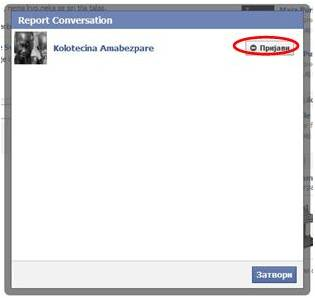 Report Conversation
Kolotecina Amabezpare
Пријави
Затвори